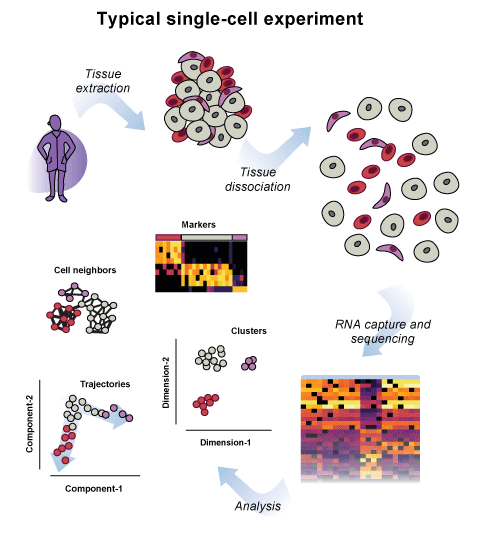 Typical single-cell experiment
Tissue
extraction
Tissue
dissociation
Markers
Cell neighbors
RNA capture and
sequencing
Clusters
Dimension-2
Dimension-1
Trajectories
Component-2
Component-1
Analysis